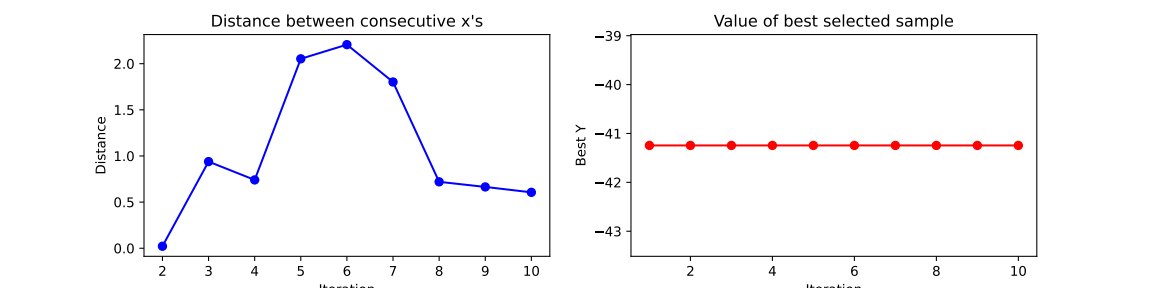 Distance between consecutive x's
Distance
2.0
1.5
1.0
0.5
0.0
2 3 4 5 6 7 8 9 10
Value of best selected sample
Best Y
−39
−40
−41
−42
−43
2 4 6 8 10